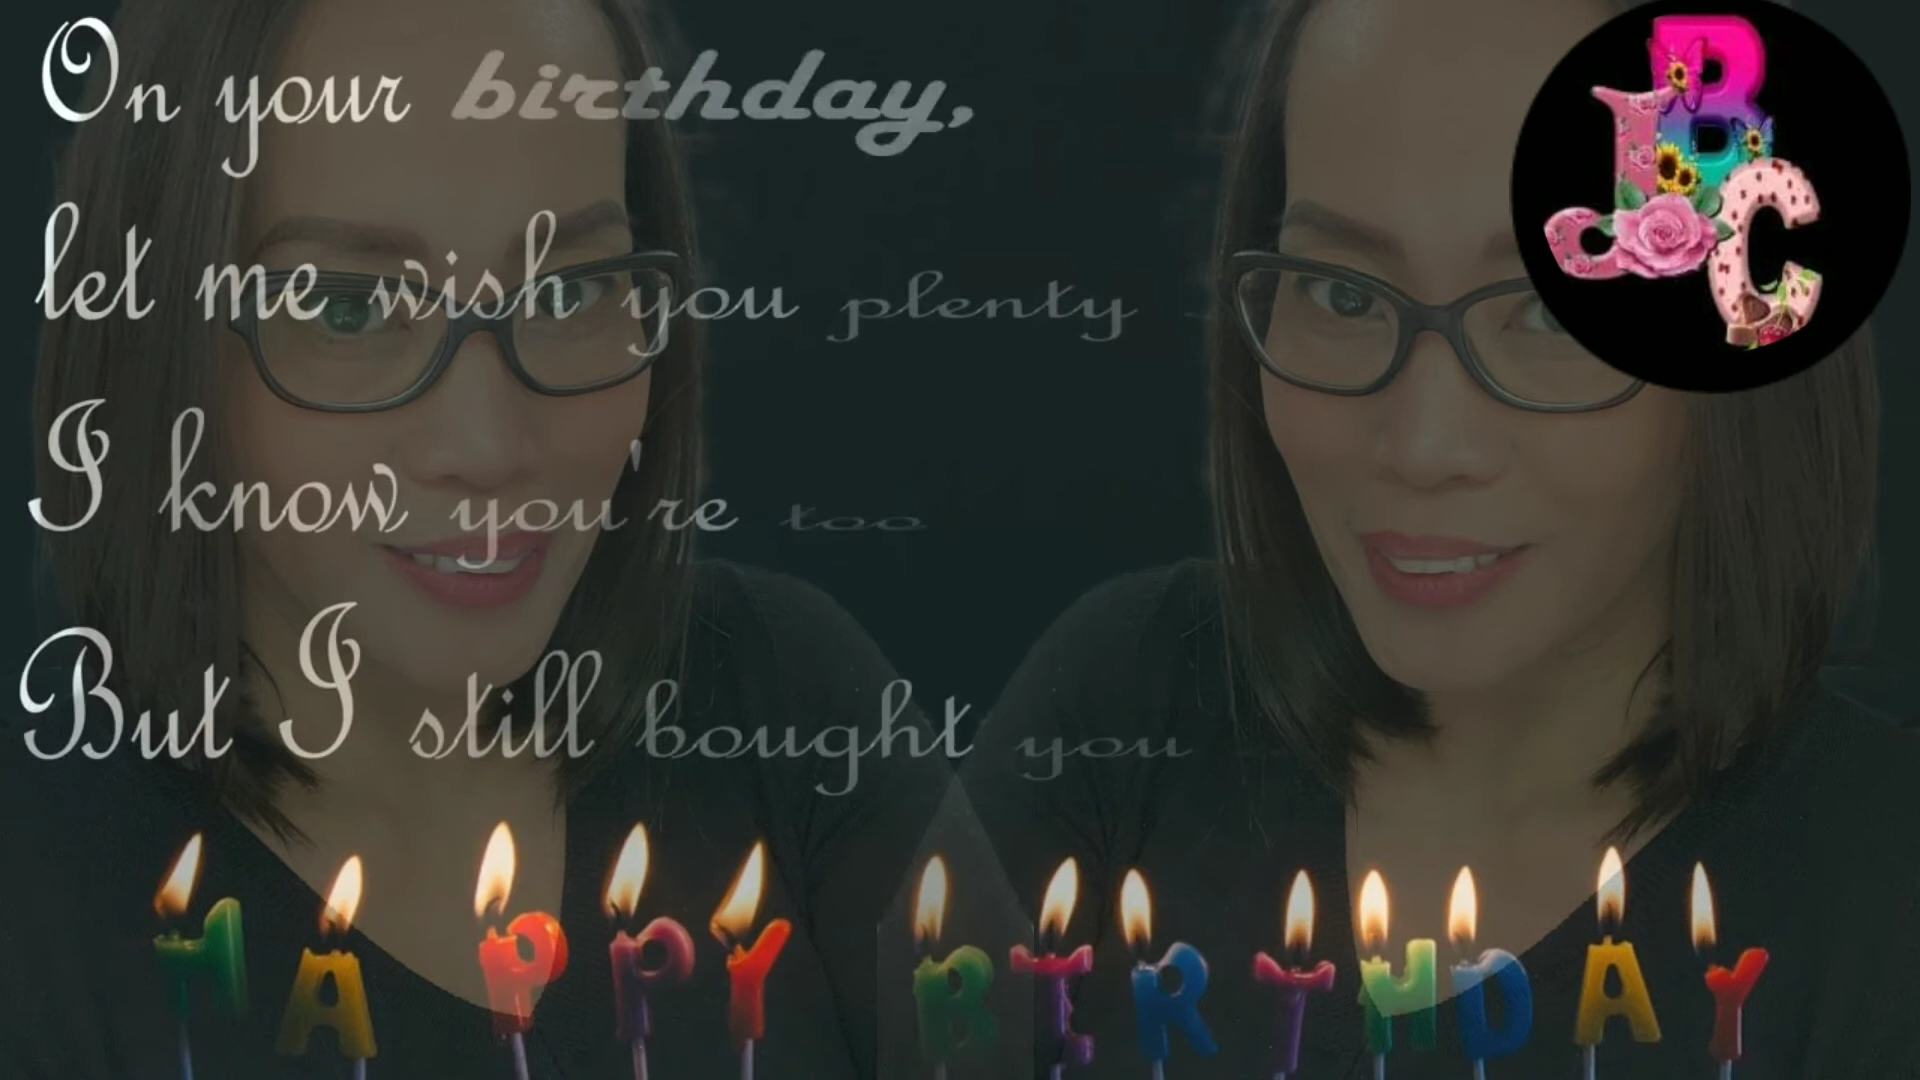 On your birthday,
let me wish you plenty
I know you're too
But I still bought you
HAPPY BIRTHDAY
JBC